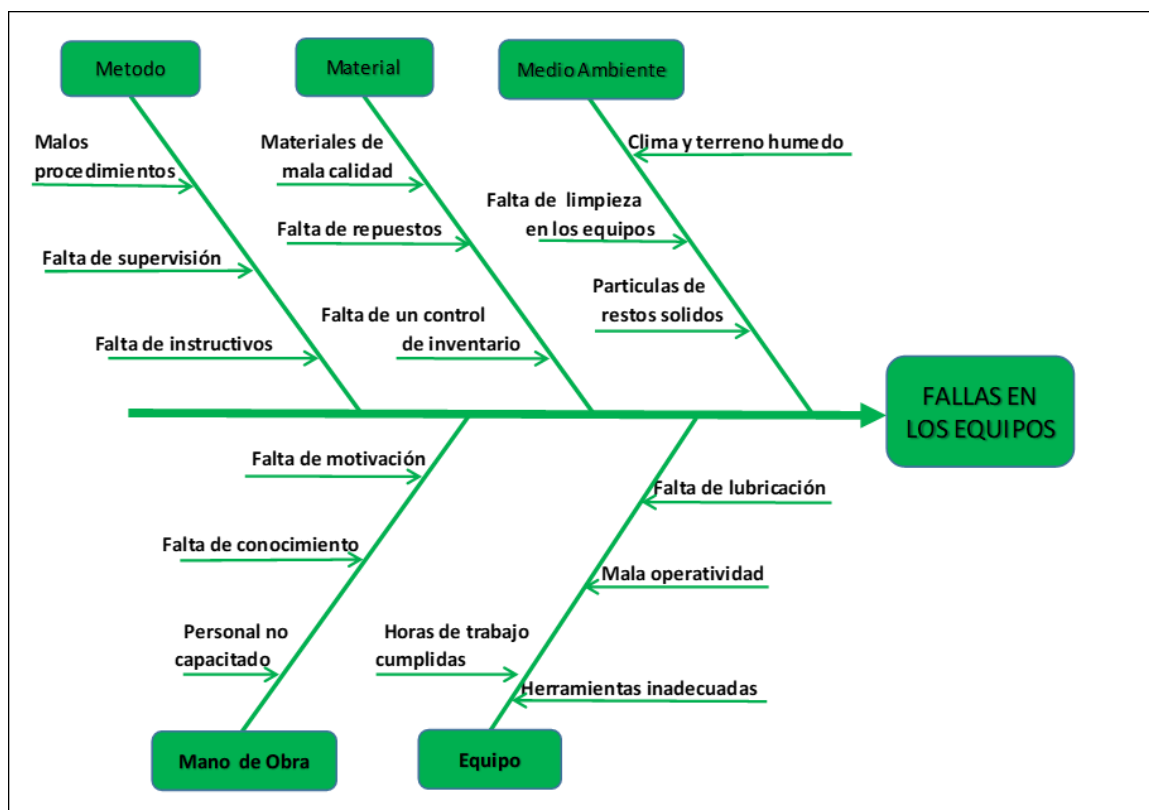 Metodo
Material
Medio Ambiente
Malos
procedimientos
Falta de supervisión
Falta de instructivos
Materiales de
mala calidad
Falta de repuestos
Falta de un control
de inventario
Clima y terreno humedo
Falta de limpieza
en los equipos
Particulas de
restos solidos
FALLAS EN
LOS EQUIPOS
Falta de motivación
Falta de conocimiento
Personal no
capacitado
Falta de lubricación
Mala operatividad
Horas de trabajo
cumplidas
Herramientas inadecuadas
Mano de Obra
Equipo